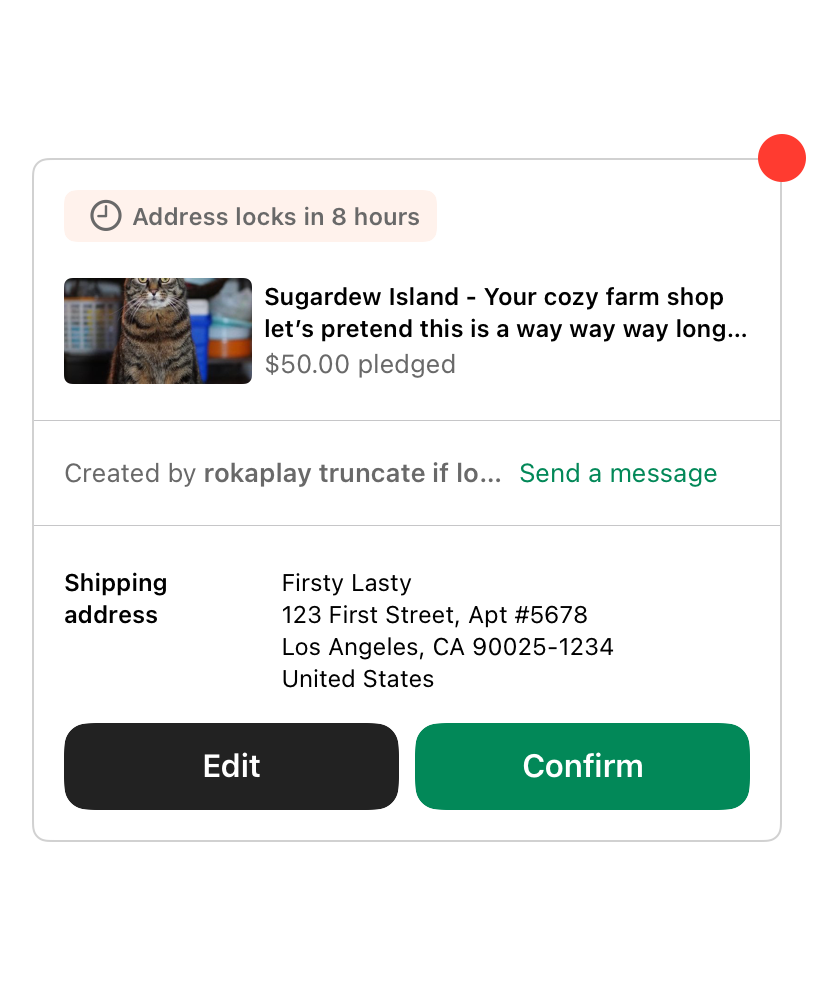 Address locks in 8 hours
Sugardew Island - Your cozy farm shop
let’s pretend this is a way way way long...
$50.00 pledged
Created by rokaplay truncate if lo... Send a message
Shipping
address
Firsty Lasty
123 First Street, Apt #5678
Los Angeles, CA 90025-1234
United States
Edit
Confirm